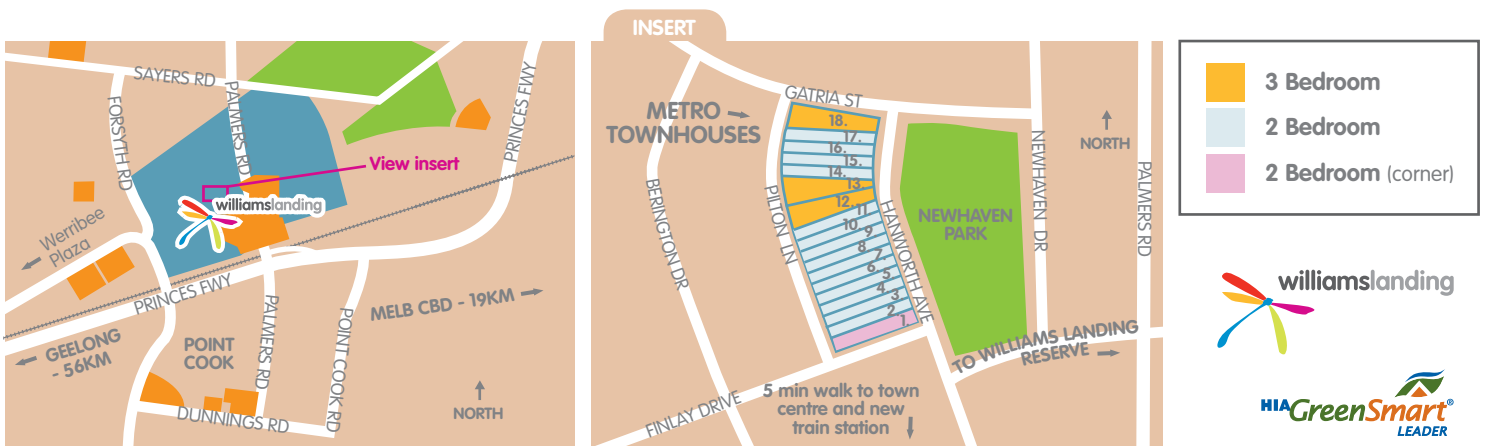 SAYERS RD
FORSYTH RD
PALMERS RD
PRINCES FWY
View insert
williamslanding
Werribee
Plaza
PRINCES FWY
MELB CBD - 19KM
GEELONG
- 56KM
POINT
COOK
PALMERS RD
POINT COOK RD
DUNNINGS RD
NORTH
INSERT
GATRIA ST
METRO
TOWNHOUSES
18.
17.
16.
15.
14.
13.
12.
11.
10.
9.
8.
7.
6.
5.
4.
3.
2.
1.
BERINGTON DR
PILTON LN
HANWORTH AVE
NEWHAVEN
PARK
NEWHAVEN DR
NORTH
PALMERS RD
TO WILLIAMS LANDING
RESERVE
5 min walk to town
centre and new
train station
FINLAY DRIVE
3 Bedroom
2 Bedroom
2 Bedroom (corner)
williamslanding
HIA GreenSmart®
LEADER